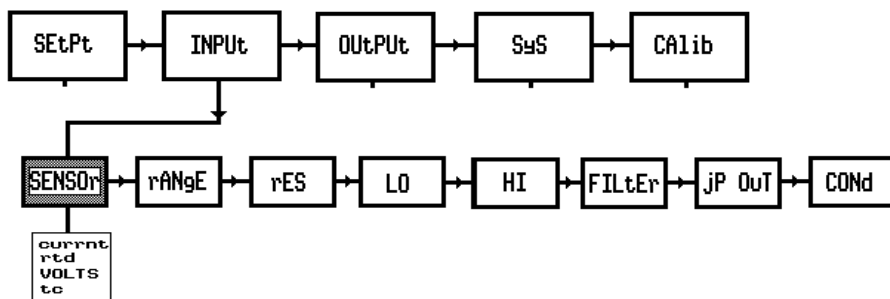 SEtPt INPUt OUtPUt SyS CAlib
SENSOr rANgE rES LO HI FILtEr jP OuT CONd
currnt
rtd
VOLTS
tc